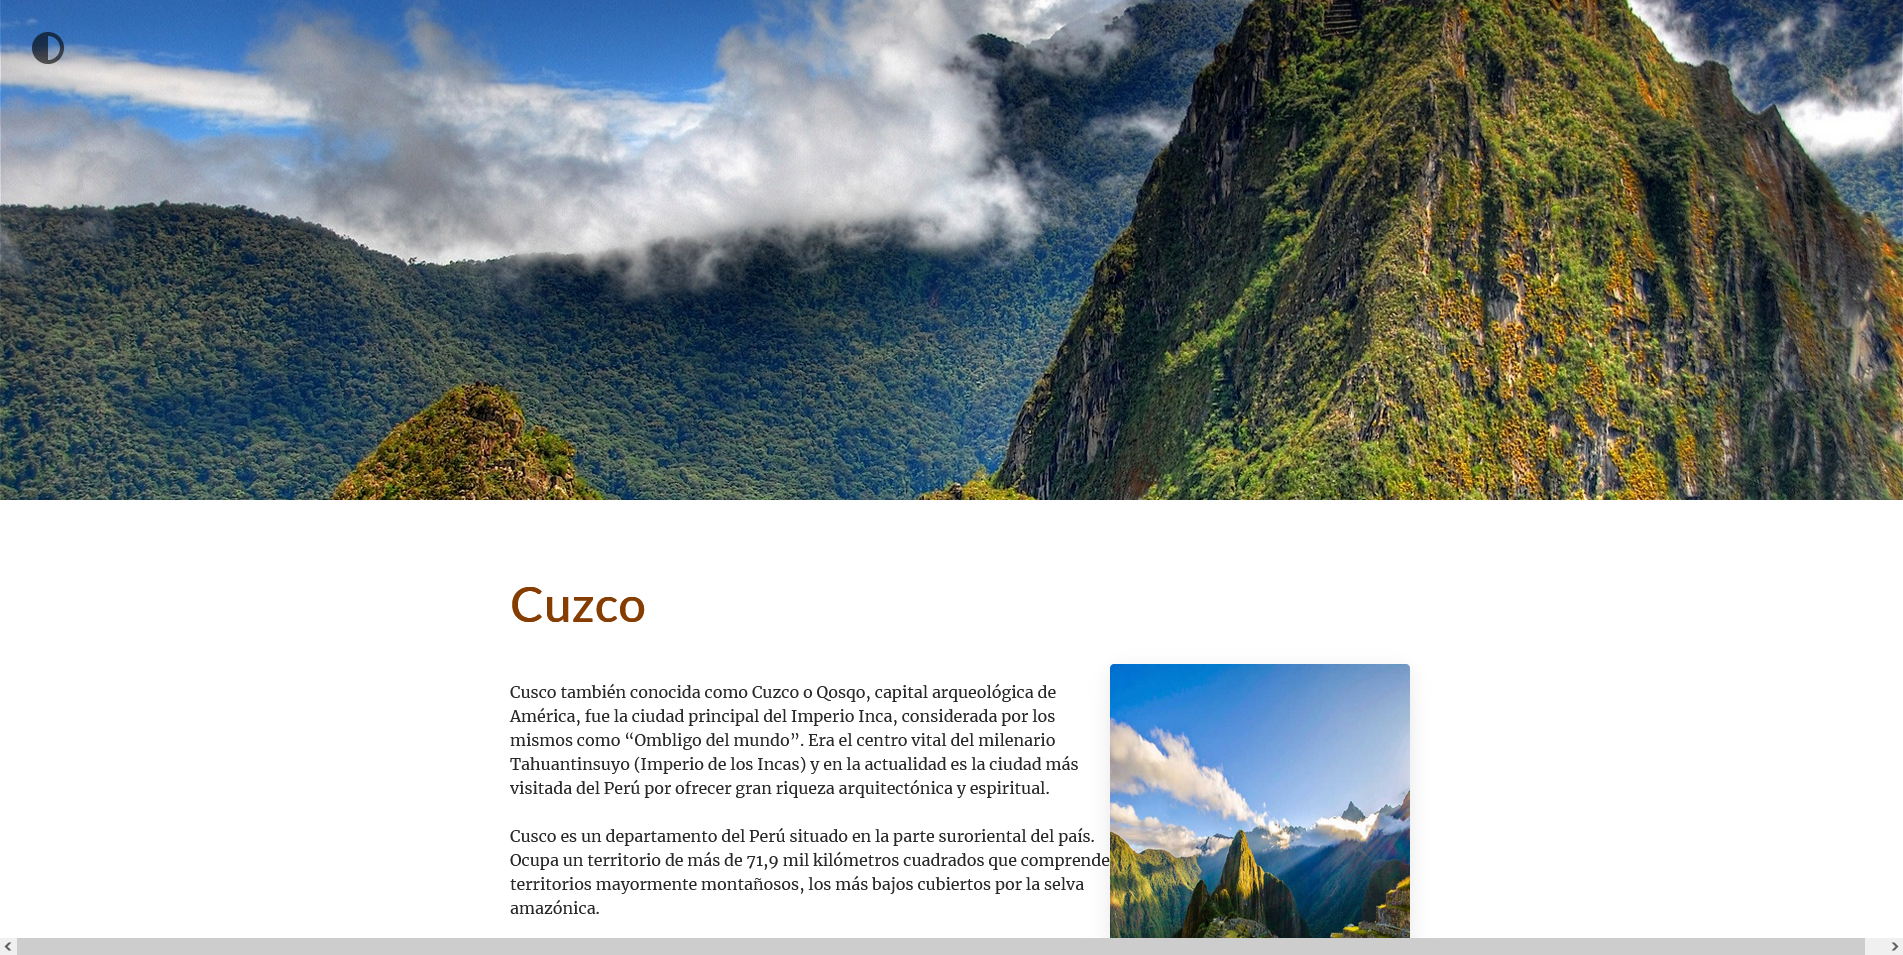 Cuzco
Cusco también conocida como Cuzco o Qosqo, capital arqueológica de
América, fue la ciudad principal del Imperio Inca, considerada por los
mismos como “Ombligo del mundo”. Era el centro vital del milenario
Tahuantinsuyo (Imperio de los Incas) y en la actualidad es la ciudad más
visitada del Perú por ofrecer gran riqueza arquitectónica y espiritual.
Cusco es un departamento del Perú situado en la parte suroriental del país.
Ocupa un territorio de más de 71,9 mil kilómetros cuadrados que comprende
territorios mayormente montañosos, los más bajos cubiertos por la selva
amazónica.